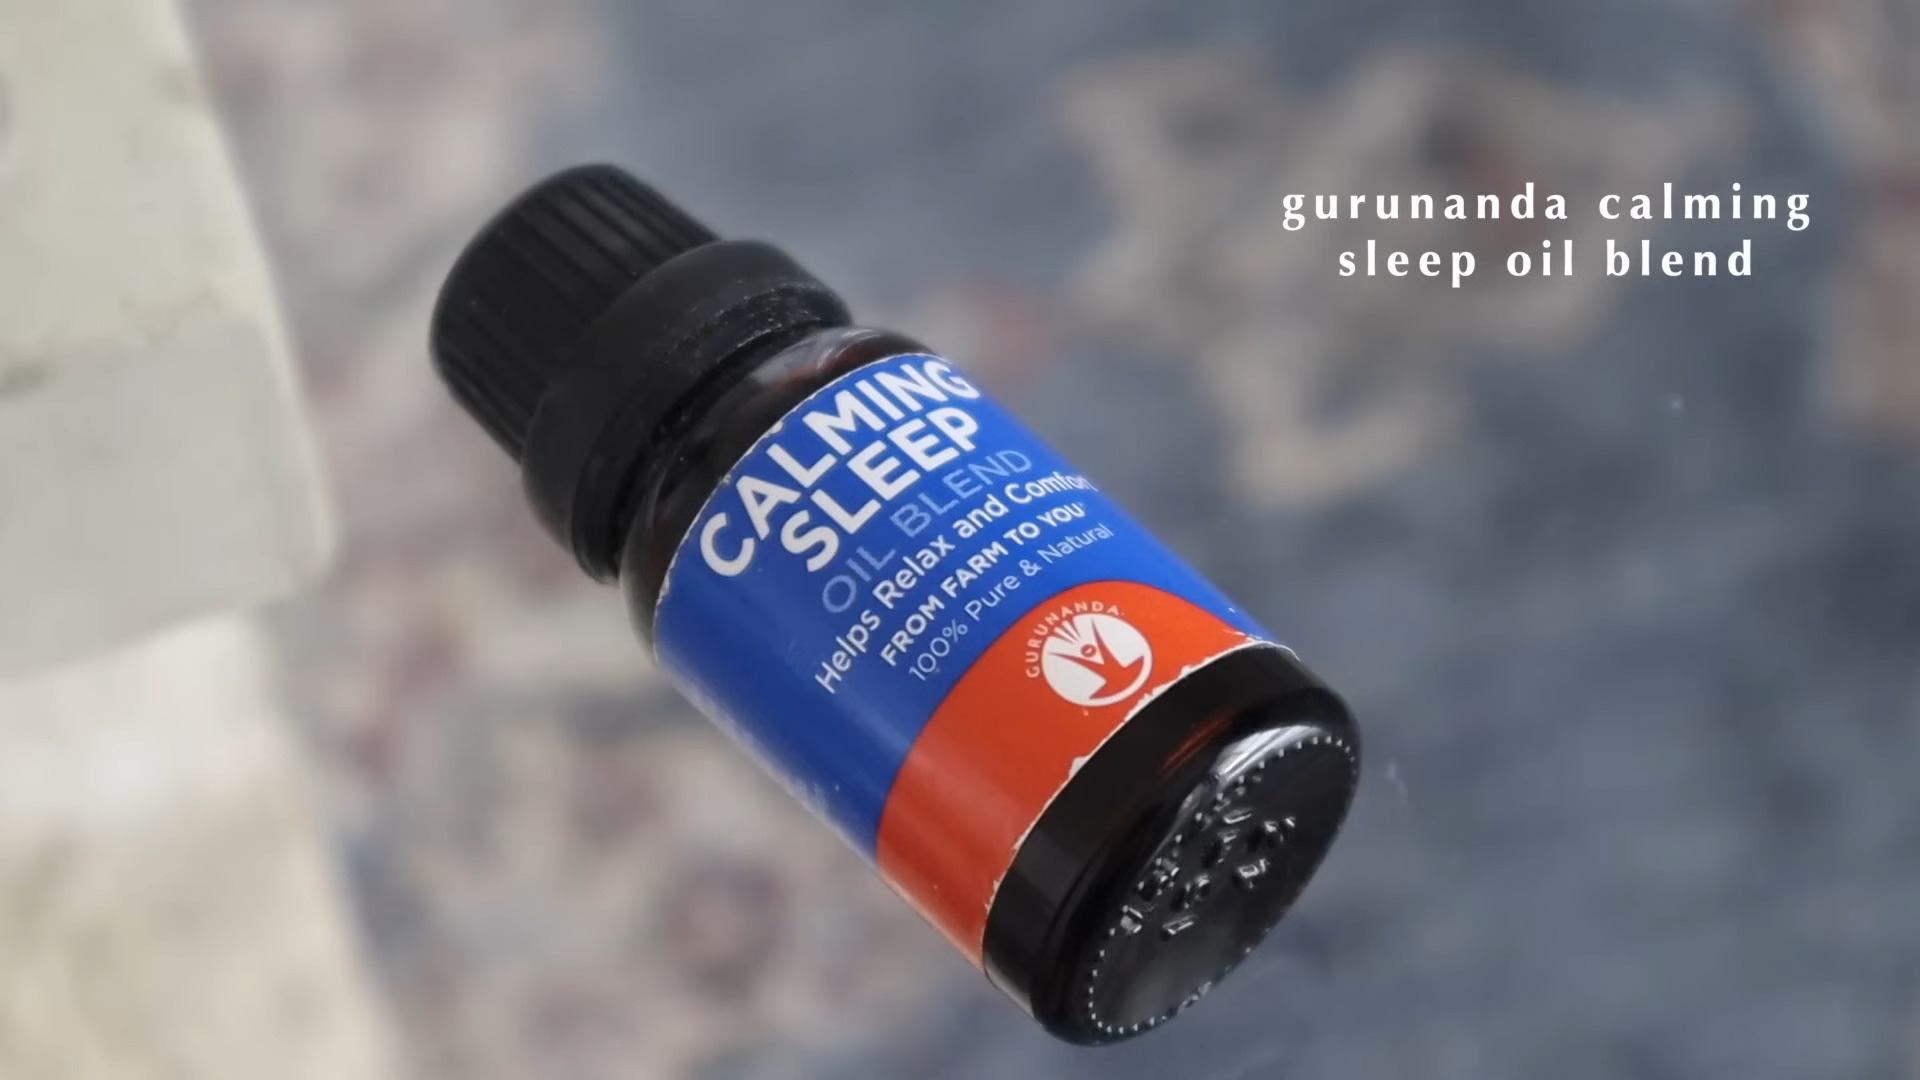 gurunanda calming
sleep oil blend
CALMING
SLEEP
OIL BLEND
Helps Relax and Comfort
FROM FARM TO YOU
100% Pure & Natural
GURUNANDA